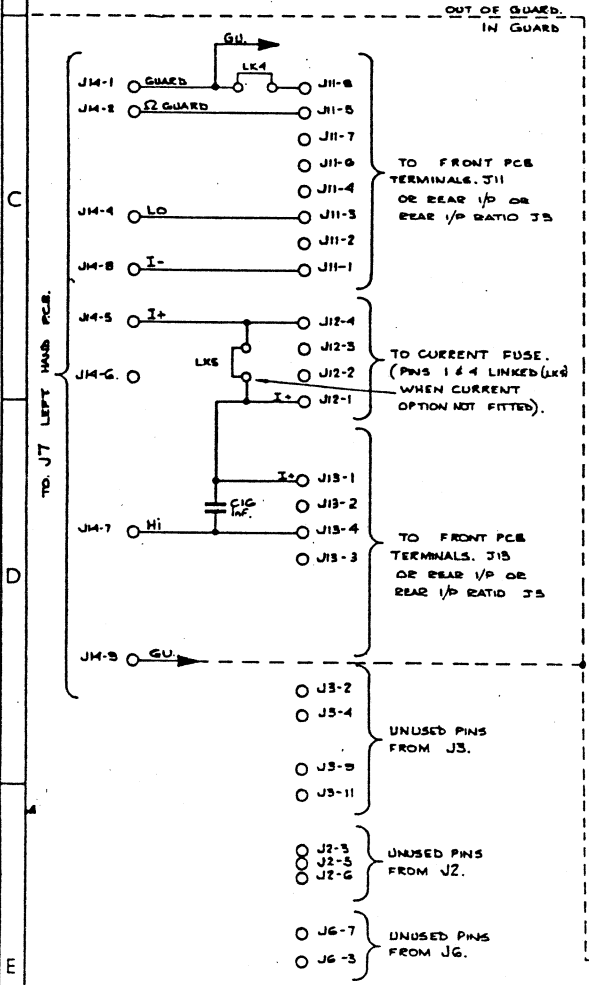 OUT OF GUARD.
IN GUARD
GU.
LK4
J14-1 GUARD J11-8
J14-2 Ω GUARD J11-5
J11-7
J11-6
J11-4
J14-4 LO J11-3
J11-2
J14-8 I- J11-1
TO FRONT PCB
TERMINALS. J11
OR REAR I/P OR
REAR I/P RATIO J5
C
J14-5 I+ J12-4
J12-3
LK5
J14-6. J12-2
I+ J12-1
TO CURRENT FUSE.
(PINS 1 & 4 LINKED (LK5)
WHEN CURRENT
OPTION NOT FITTED).
TO. J7 LEFT HAND P.C.B.
I+ J13-1
J13-2
C16
1nF.
J14-7 Hi J13-4
J13-3
TO FRONT PCB
TERMINALS. J13
OR REAR I/P OR
REAR I/P RATIO J5
D
J14-9 GU.
J3-2
J3-4
J3-9
J3-11
UNUSED PINS
FROM J3.
J2-3
J2-5
J2-6
UNUSED PINS
FROM J2.
J6-7
J6-3
UNUSED PINS
FROM J6.
E